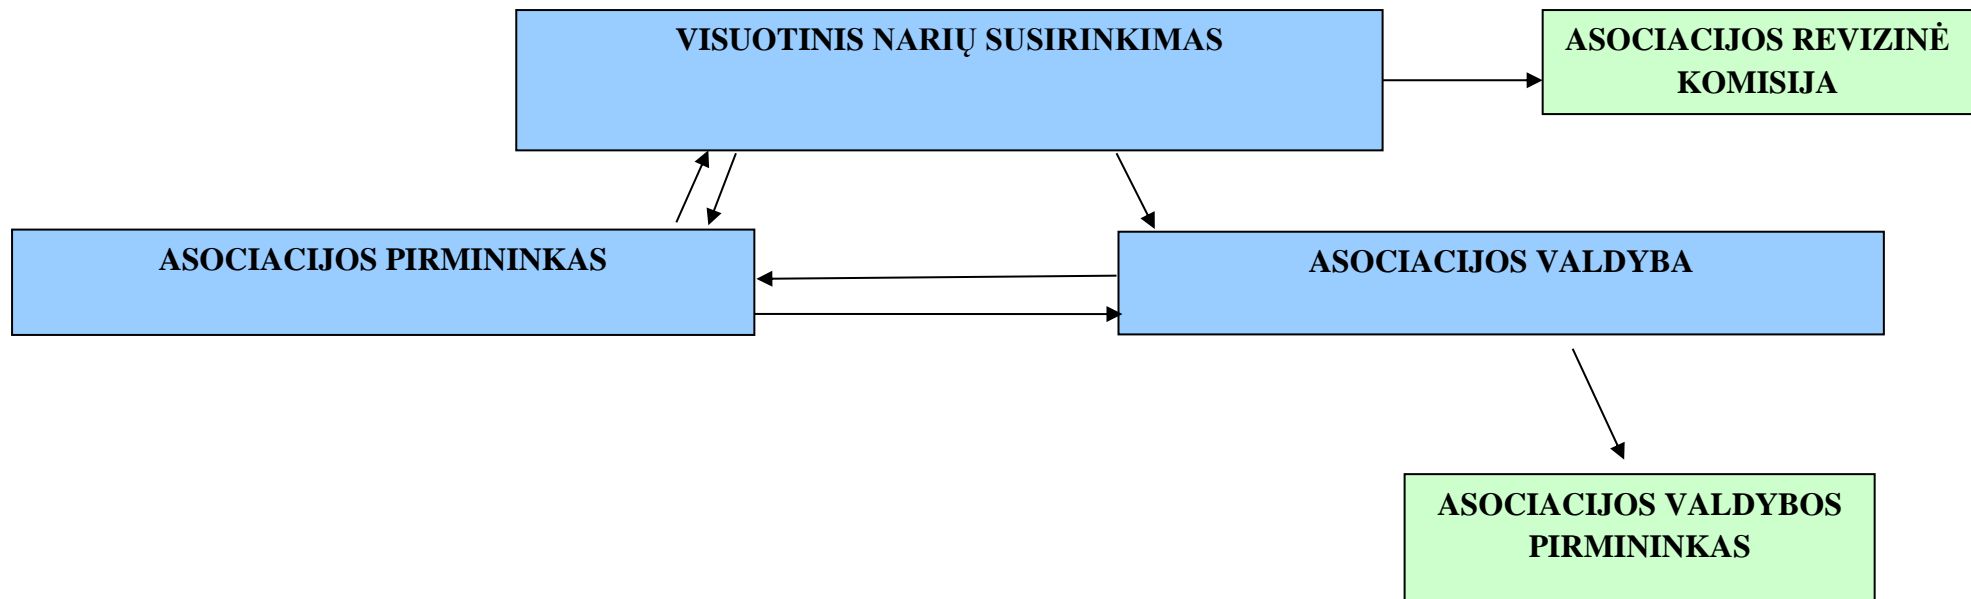 VISUOTINIS NARIŲ SUSIRINKIMAS
ASOCIACIJOS REVIZINĖ
KOMISIJA
ASOCIACIJOS PIRMININKAS
ASOCIACIJOS VALDYBA
ASOCIACIJOS VALDYBOS
PIRMININKAS